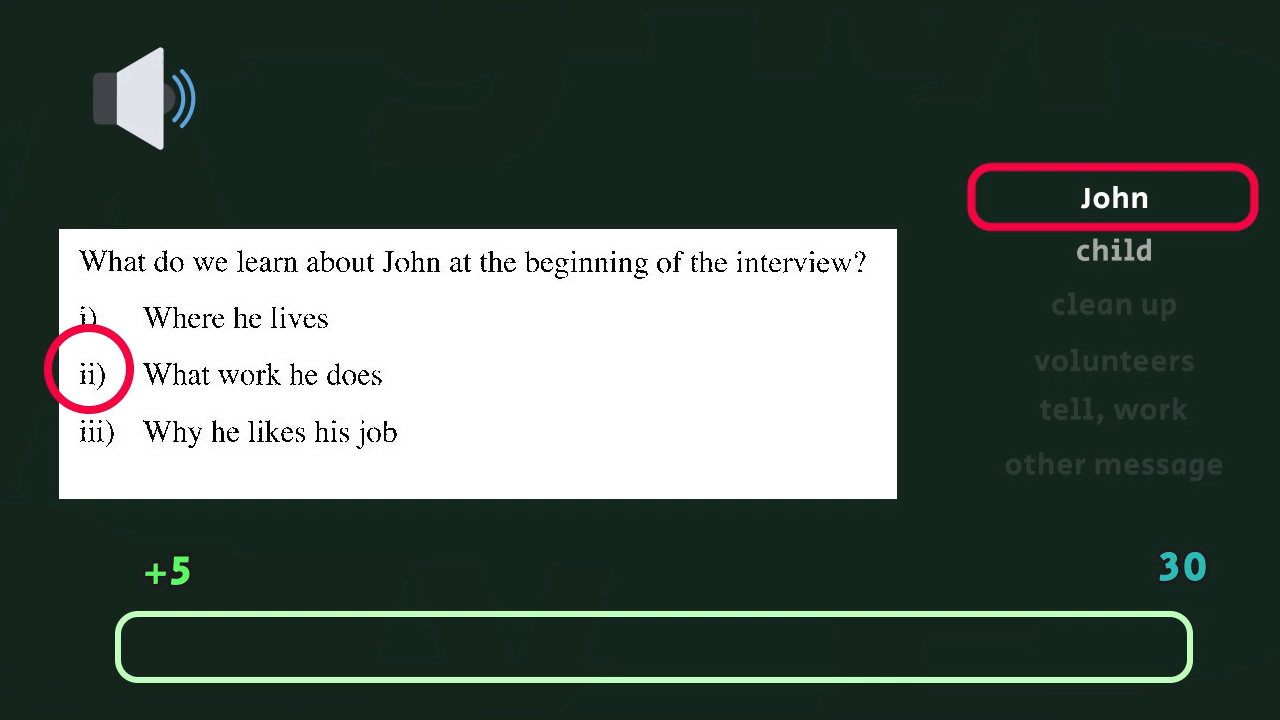 What do we learn about John at the beginning of the interview?
i) Where he lives
ii) What work he does
iii) Why he likes his job
John
child
clean up
volunteers
tell, work
other message
+5
30